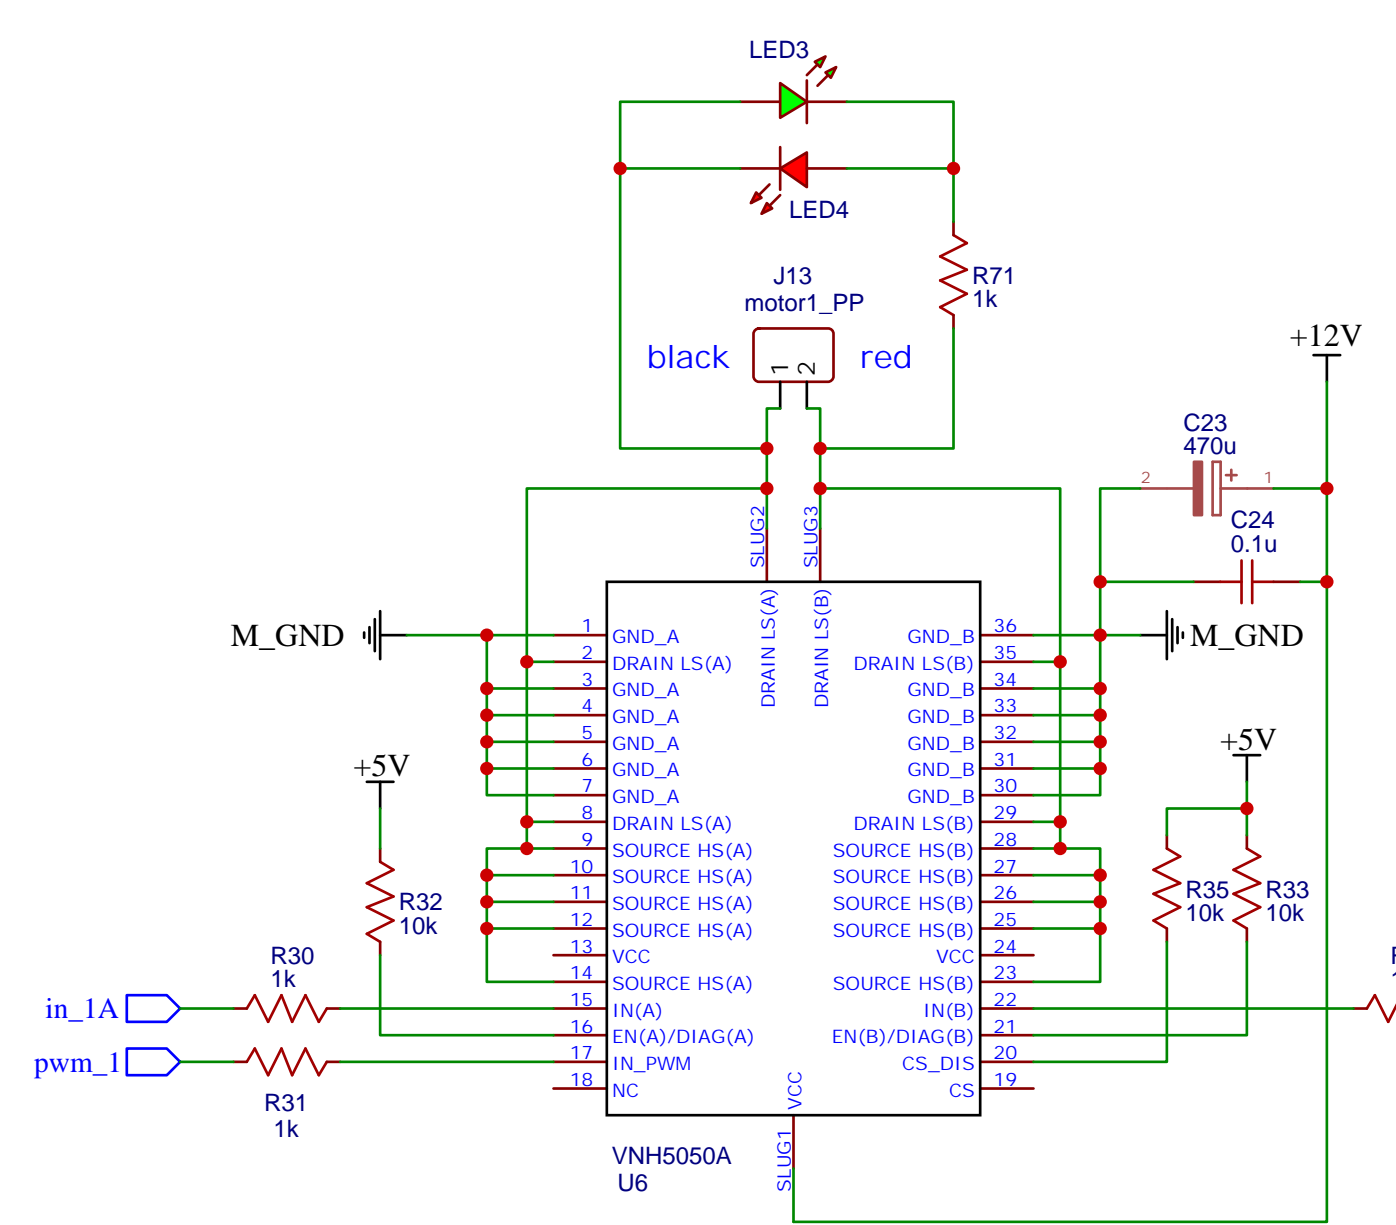 LED3
LED4
R71
1k
J13
motor1_PP
black
red
1
2
+12V
C23
470u
2
+
1
C24
0.1u
SLUG2
SLUG3
DRAIN LS(A)
DRAIN LS(B)
M_GND
M_GND
1 GND_A
2 DRAIN LS(A)
3 GND_A
4 GND_A
5 GND_A
6 GND_A
7 GND_A
8 DRAIN LS(A)
9 SOURCE HS(A)
10 SOURCE HS(A)
11 SOURCE HS(A)
12 SOURCE HS(A)
13 VCC
14 SOURCE HS(A)
15 IN(A)
16 EN(A)/DIAG(A)
17 IN_PWM
18 NC
GND_B 36
DRAIN LS(B) 35
GND_B 34
GND_B 33
GND_B 32
GND_B 31
GND_B 30
DRAIN LS(B) 29
SOURCE HS(B) 28
SOURCE HS(B) 27
SOURCE HS(B) 26
SOURCE HS(B) 25
VCC 24
SOURCE HS(B) 23
IN(B) 22
EN(B)/DIAG(B) 21
CS_DIS 20
CS 19
+5V
R32
10k
+5V
R35
10k
R33
10k
R30
1k
in_1A
pwm_1
R31
1k
VCC
SLUG1
VNH5050A
U6